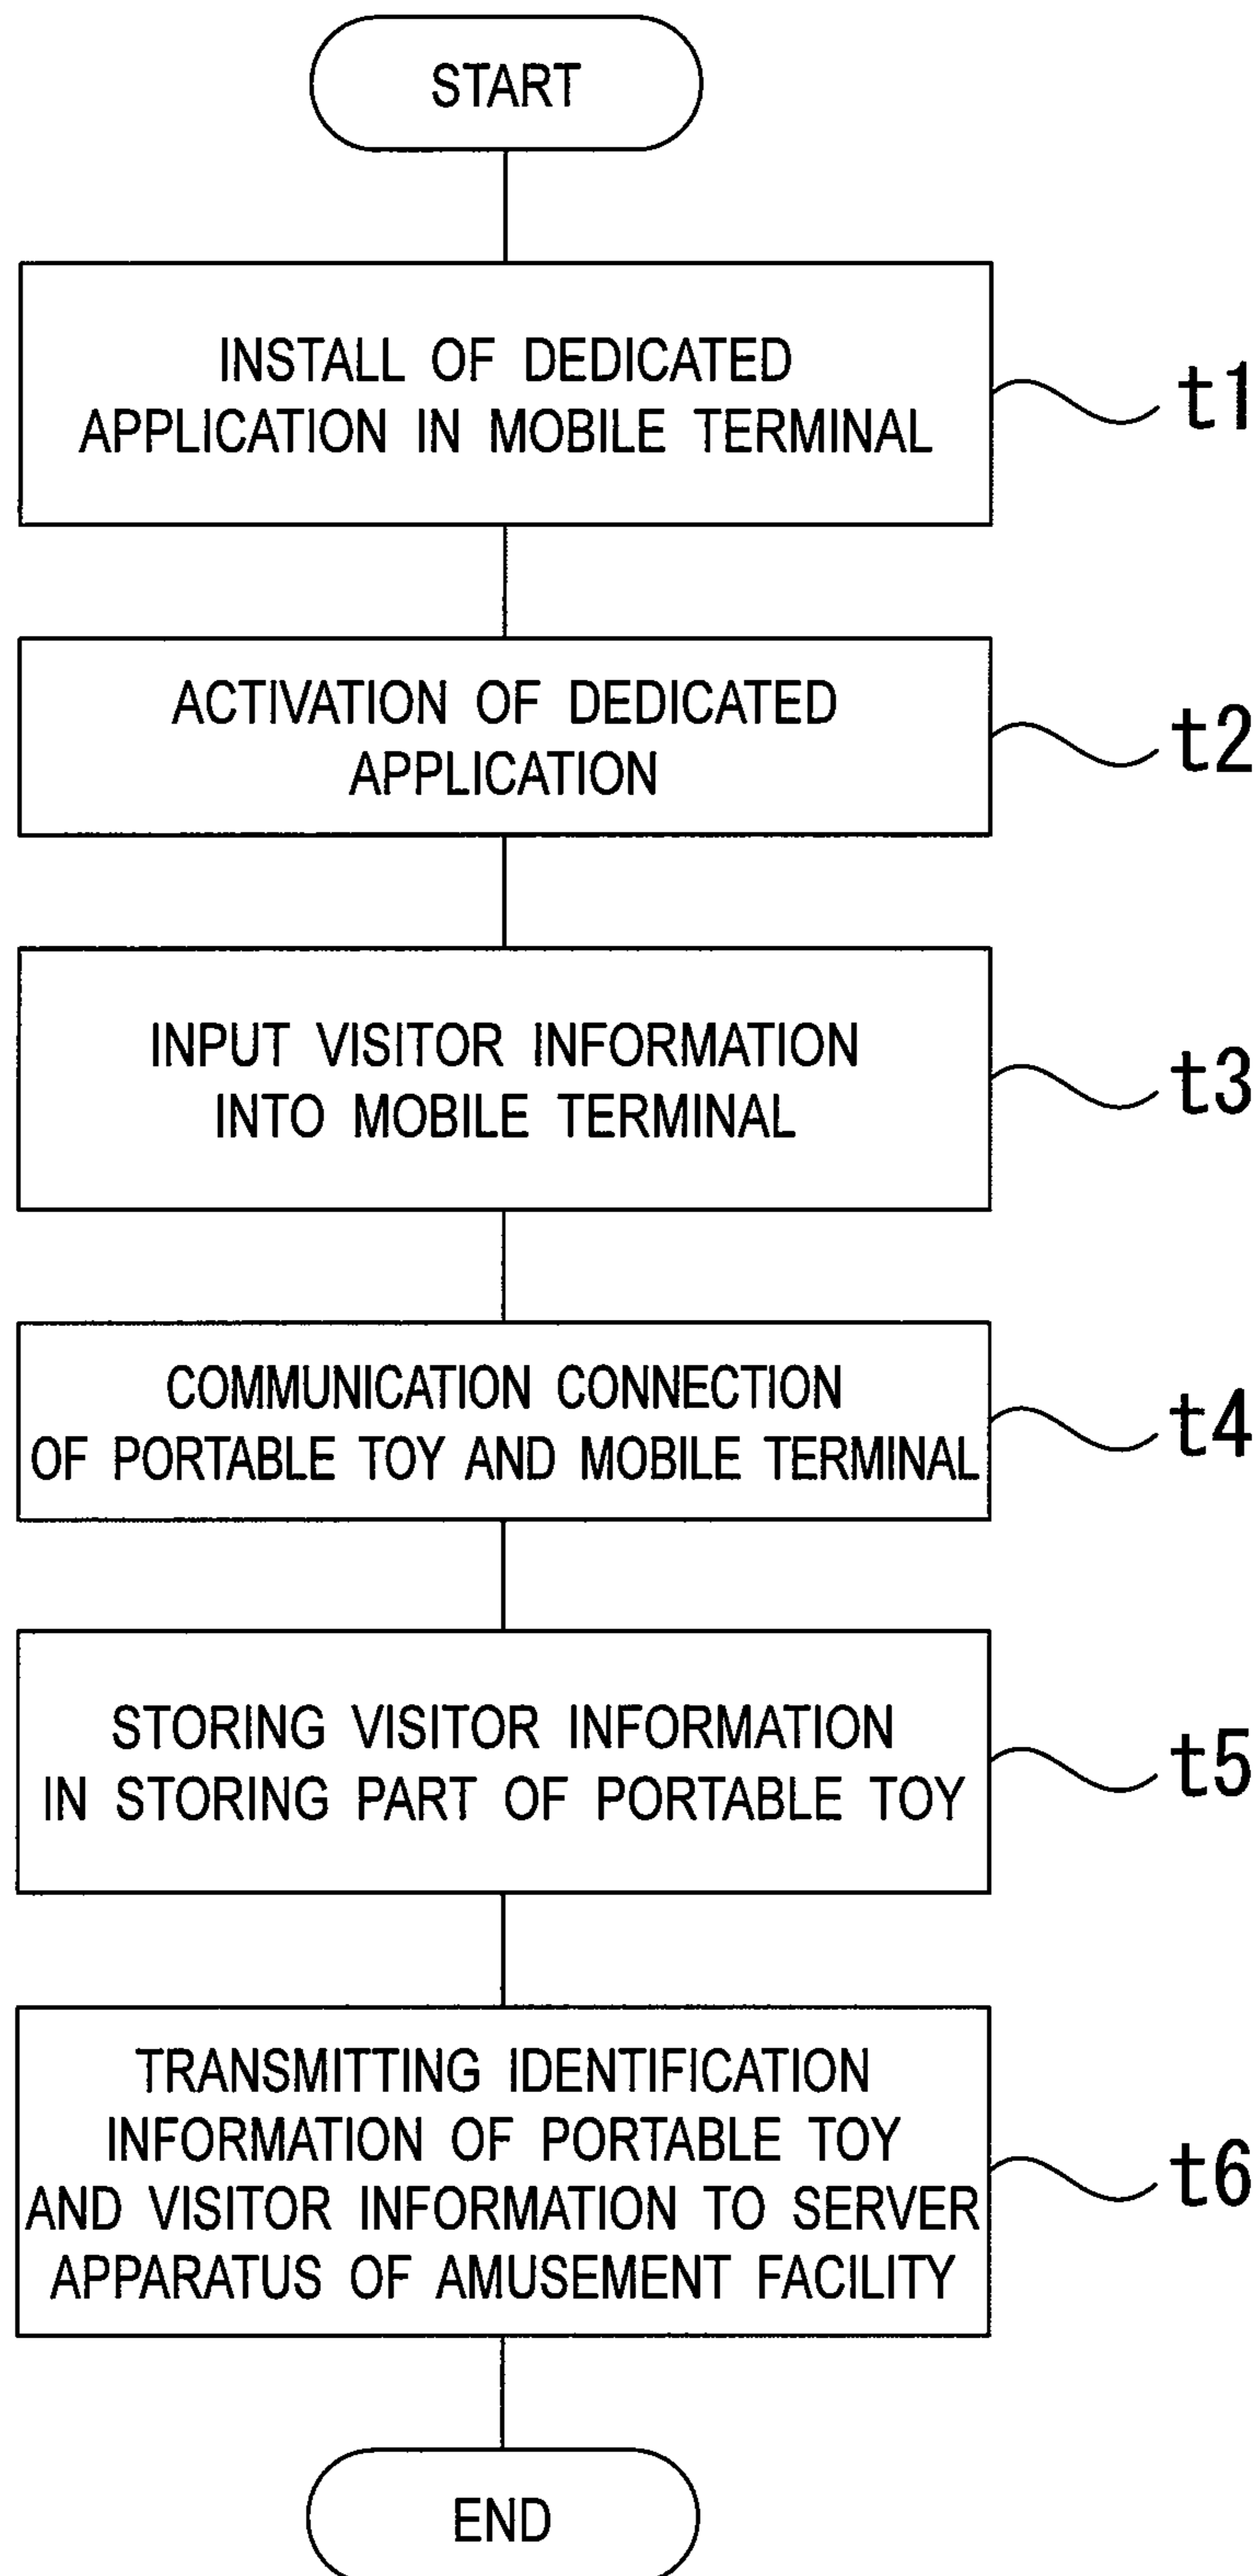 START
INSTALL OF DEDICATED
APPLICATION IN MOBILE TERMINAL
t1
ACTIVATION OF DEDICATED
APPLICATION
t2
INPUT VISITOR INFORMATION
INTO MOBILE TERMINAL
t3
COMMUNICATION CONNECTION
OF PORTABLE TOY AND MOBILE TERMINAL
t4
STORING VISITOR INFORMATION
IN STORING PART OF PORTABLE TOY
t5
TRANSMITTING IDENTIFICATION
INFORMATION OF PORTABLE TOY
AND VISITOR INFORMATION TO SERVER
APPARATUS OF AMUSEMENT FACILITY
t6
END